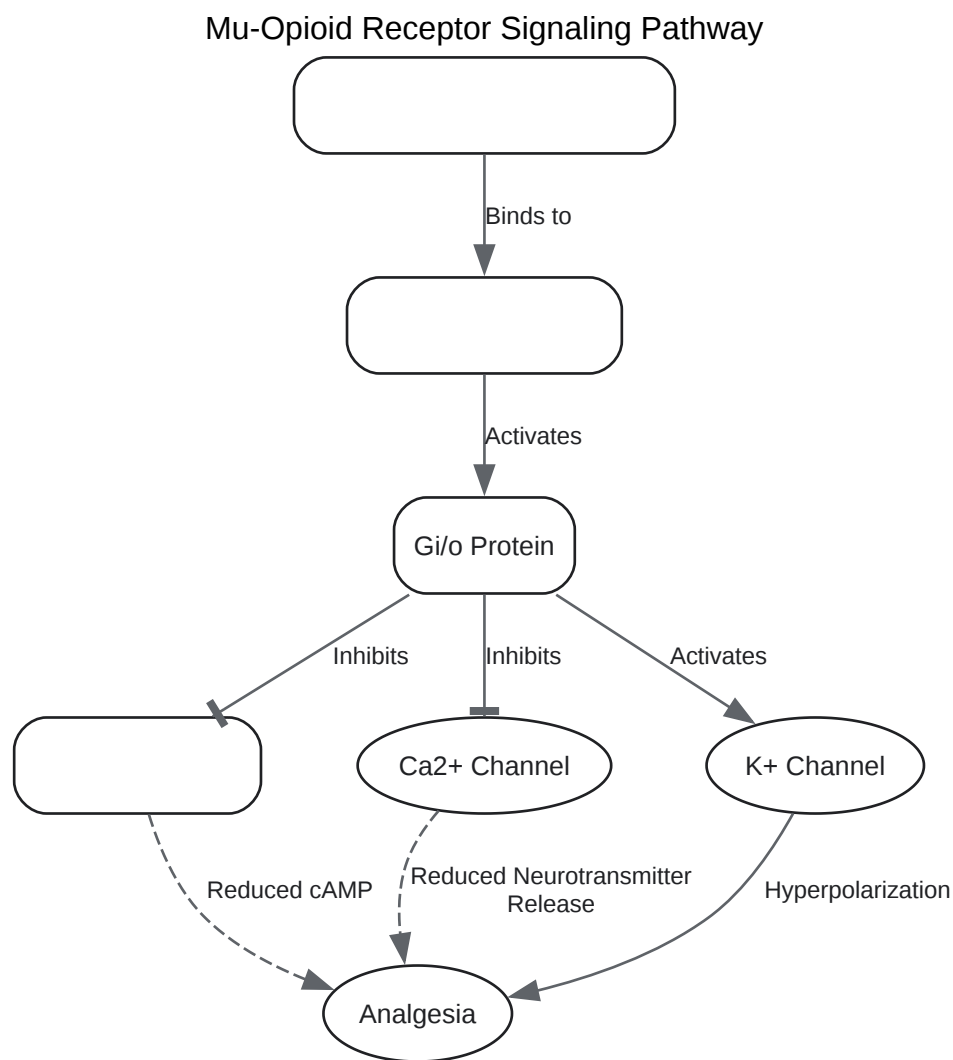 Mu-Opioid Receptor Signaling Pathway
Binds to
Activates
Gi/o Protein
Inhibits
Inhibits
Activates
Ca2+ Channel
K+ Channel
Reduced cAMP
Reduced Neurotransmitter
Release
Hyperpolarization
Analgesia